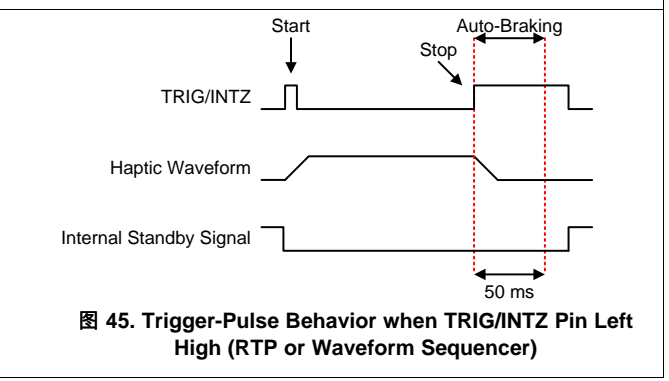 Start
Auto-Braking
Stop
TRIG/INTZ
Haptic Waveform
Internal Standby Signal
50 ms
图 45. Trigger-Pulse Behavior when TRIG/INTZ Pin Left
High (RTP or Waveform Sequencer)